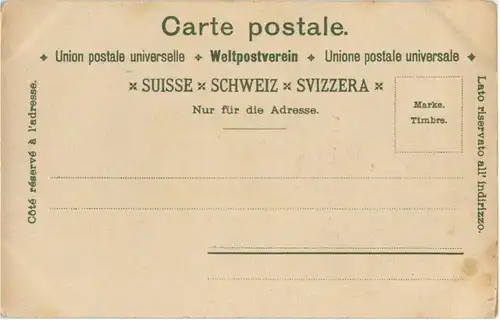 Carte postale.
✦ Union postale universelle ✦ Weltpostverein ✦ Unione postale universale ✦
× SUISSE × SCHWEIZ × SVIZZERA ×
Nur für die Adresse.
Marke.
Timbre.
Côté réservé à l'adresse.
Lato riservato all' indirizzo.